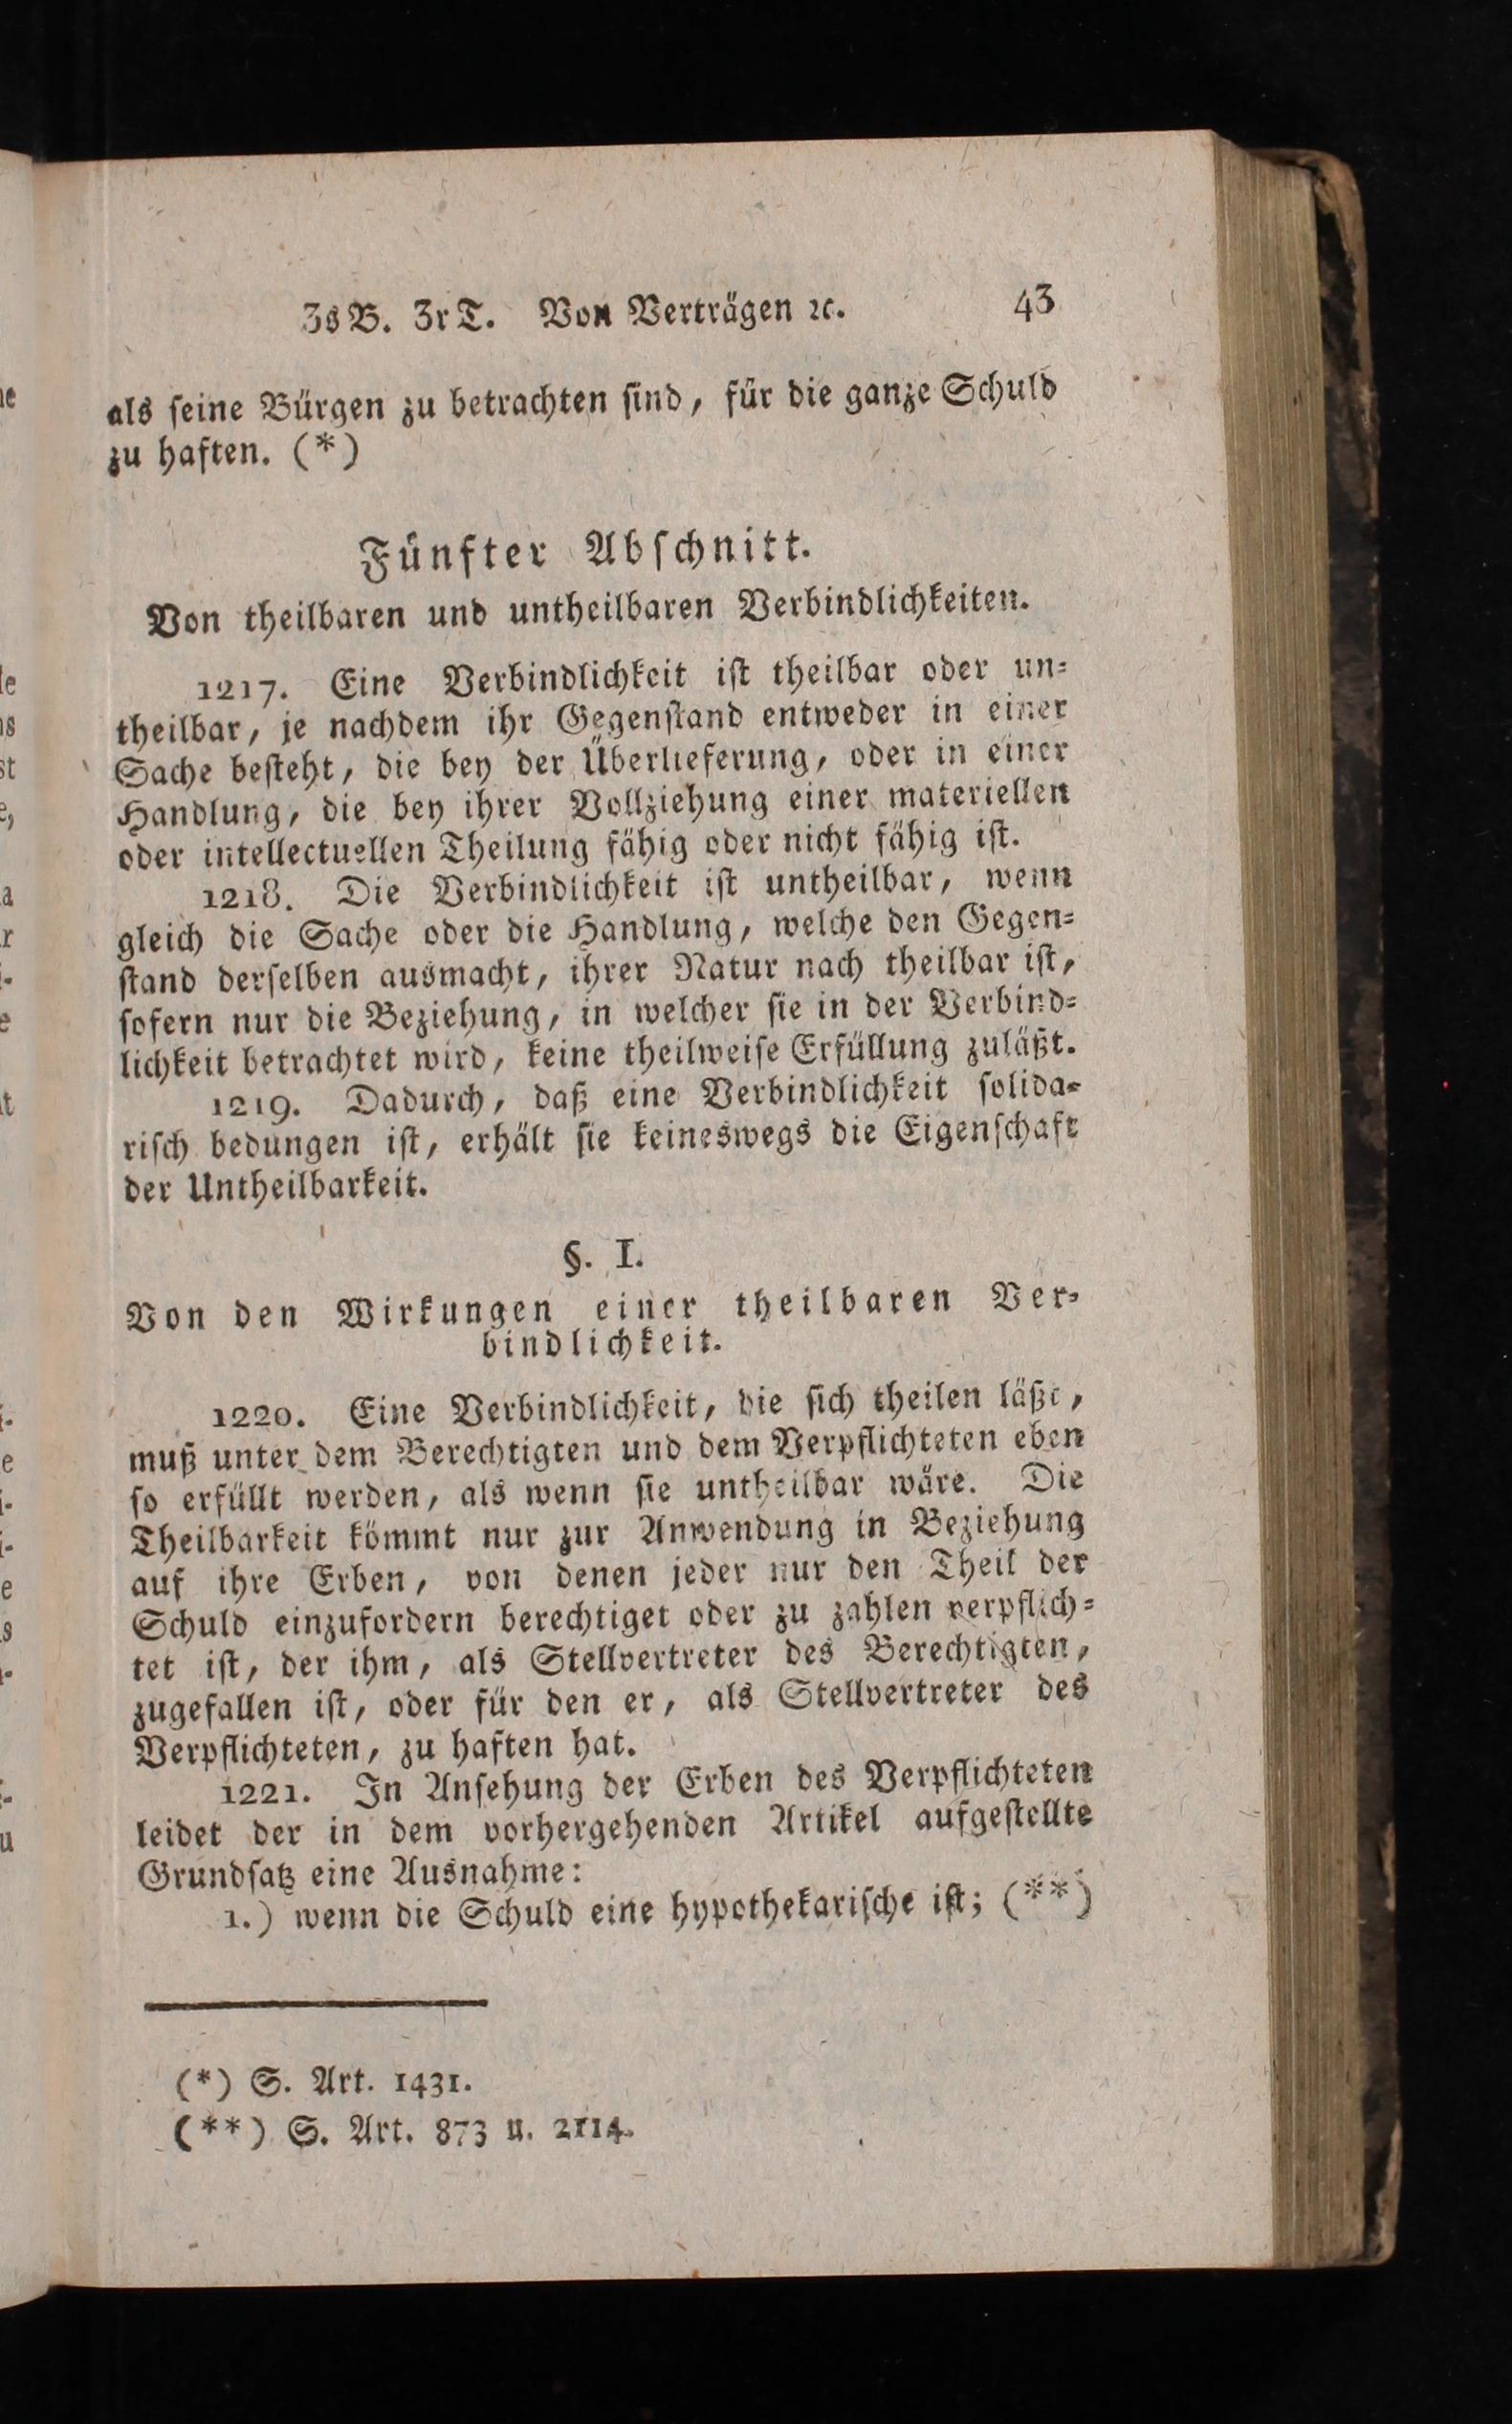 3s B. 3r T. Von Verträgen ꝛc. 43
als ſeine Bürgen zu betrachten ſind, für die ganze Schuld
zu haften. (*)
Fünfter Abſchnitt.
Von theilbaren und untheilbaren Verbindlichkeiten.
1217. Eine Verbindlichkeit iſt theilbar oder un⸗
theilbar, je nachdem ihr Gegenſtand entweder in einer
Sache beſteht, die bey der Überlieferung, oder in einer
Handlung, die bey ihrer Vollziehung einer materiellen
oder intellectuellen Theilung fähig oder nicht fähig iſt.
1218. Die Verbindlichkeit iſt untheilbar, wenn
gleich die Sache oder die Handlung, welche den Gegen⸗
ſtand derſelben ausmacht, ihrer Natur nach theilbar iſt,
ſofern nur die Beziehung, in welcher ſie in der Verbind⸗
lichkeit betrachtet wird, keine theilweiſe Erfüllung zuläßt.
1219. Dadurch, daß eine Verbindlichkeit ſolida⸗
riſch bedungen iſt, erhält ſie keineswegs die Eigenſchaft
der Untheilbarkeit.
§. I.
Von den Wirkungen einer theilbaren Ver⸗
bindlichkeit.
1220. Eine Verbindlichkeit, die ſich theilen läßt,
muß unter dem Berechtigten und dem Verpflichteten eben
ſo erfüllt werden, als wenn ſie untheilbar wäre. Die
Theilbarkeit kömmt nur zur Anwendung in Beziehung
auf ihre Erben, von denen jeder nur den Theil der
Schuld einzufordern berechtiget oder zu zahlen verpflich⸗
tet iſt, der ihm, als Stellvertreter des Berechtigten,
zugefallen iſt, oder für den er, als Stellvertreter des
Verpflichteten, zu haften hat.
1221. In Anſehung der Erben des Verpflichteten
leidet der in dem vorhergehenden Artikel aufgeſtellte
Grundſatz eine Ausnahme:
1.) wenn die Schuld eine hypothekariſche iſt; (**)
(*) S. Art. 1431.
(**) S. Art. 873 u. 2114.